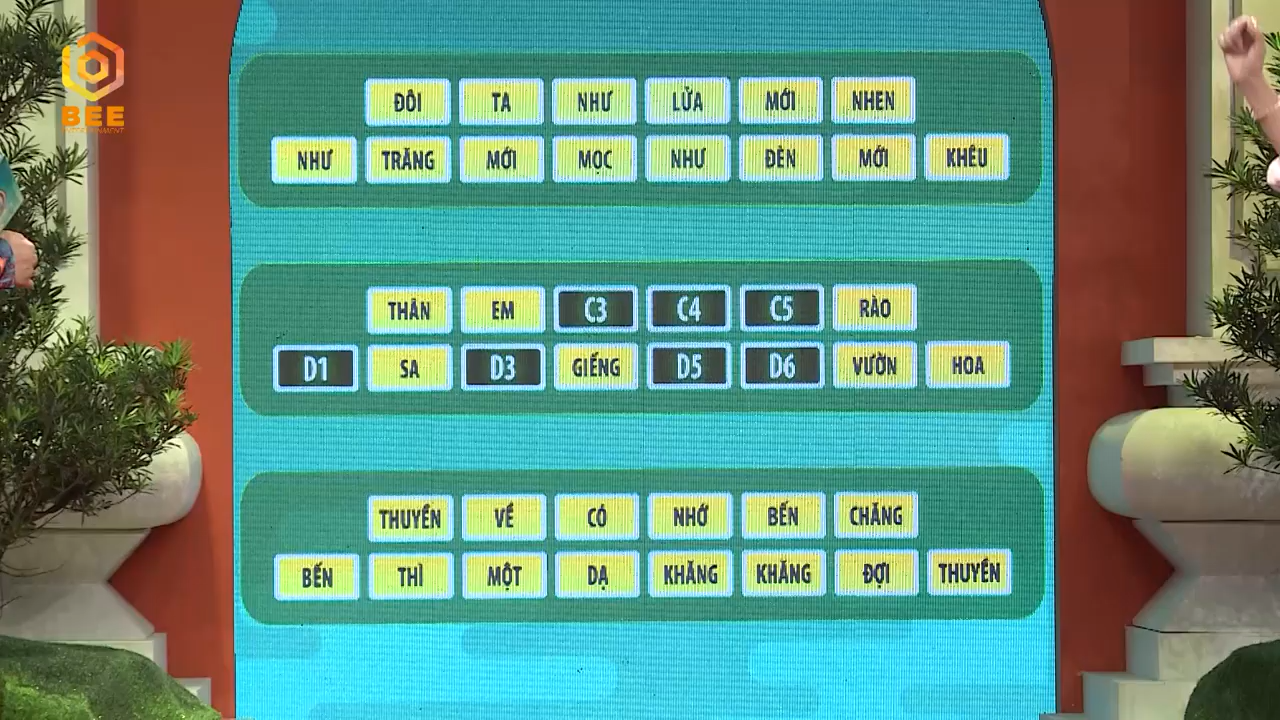 BEE
ENTERTAINMENT
ĐÔI TA NHƯ LỬA MỚI NHEN
NHƯ TRĂNG MỚI MỌC NHƯ ĐÈN MỚI KHÊU
THÂN EM C3 C4 C5 RÀO
D1 SA D3 GIẾNG D5 D6 VƯỜN HOA
THUYỀN VỀ CÓ NHỚ BẾN CHĂNG
BẾN THÌ MỘT DẠ KHĂNG KHĂNG ĐỢI THUYỀN